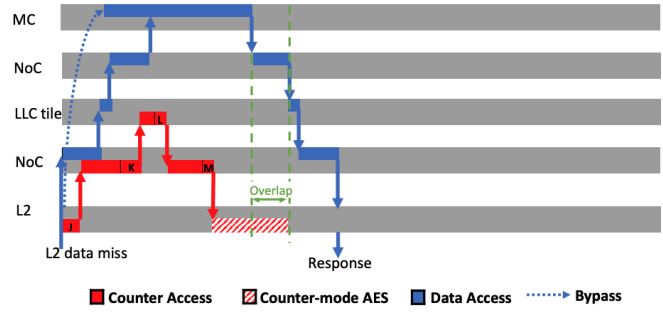 MC
NoC
LLC tile
L
NoC
K
M
L2
Overlap
J
L2 data miss
Response
Counter Access
Counter-mode AES
Data Access
Bypass